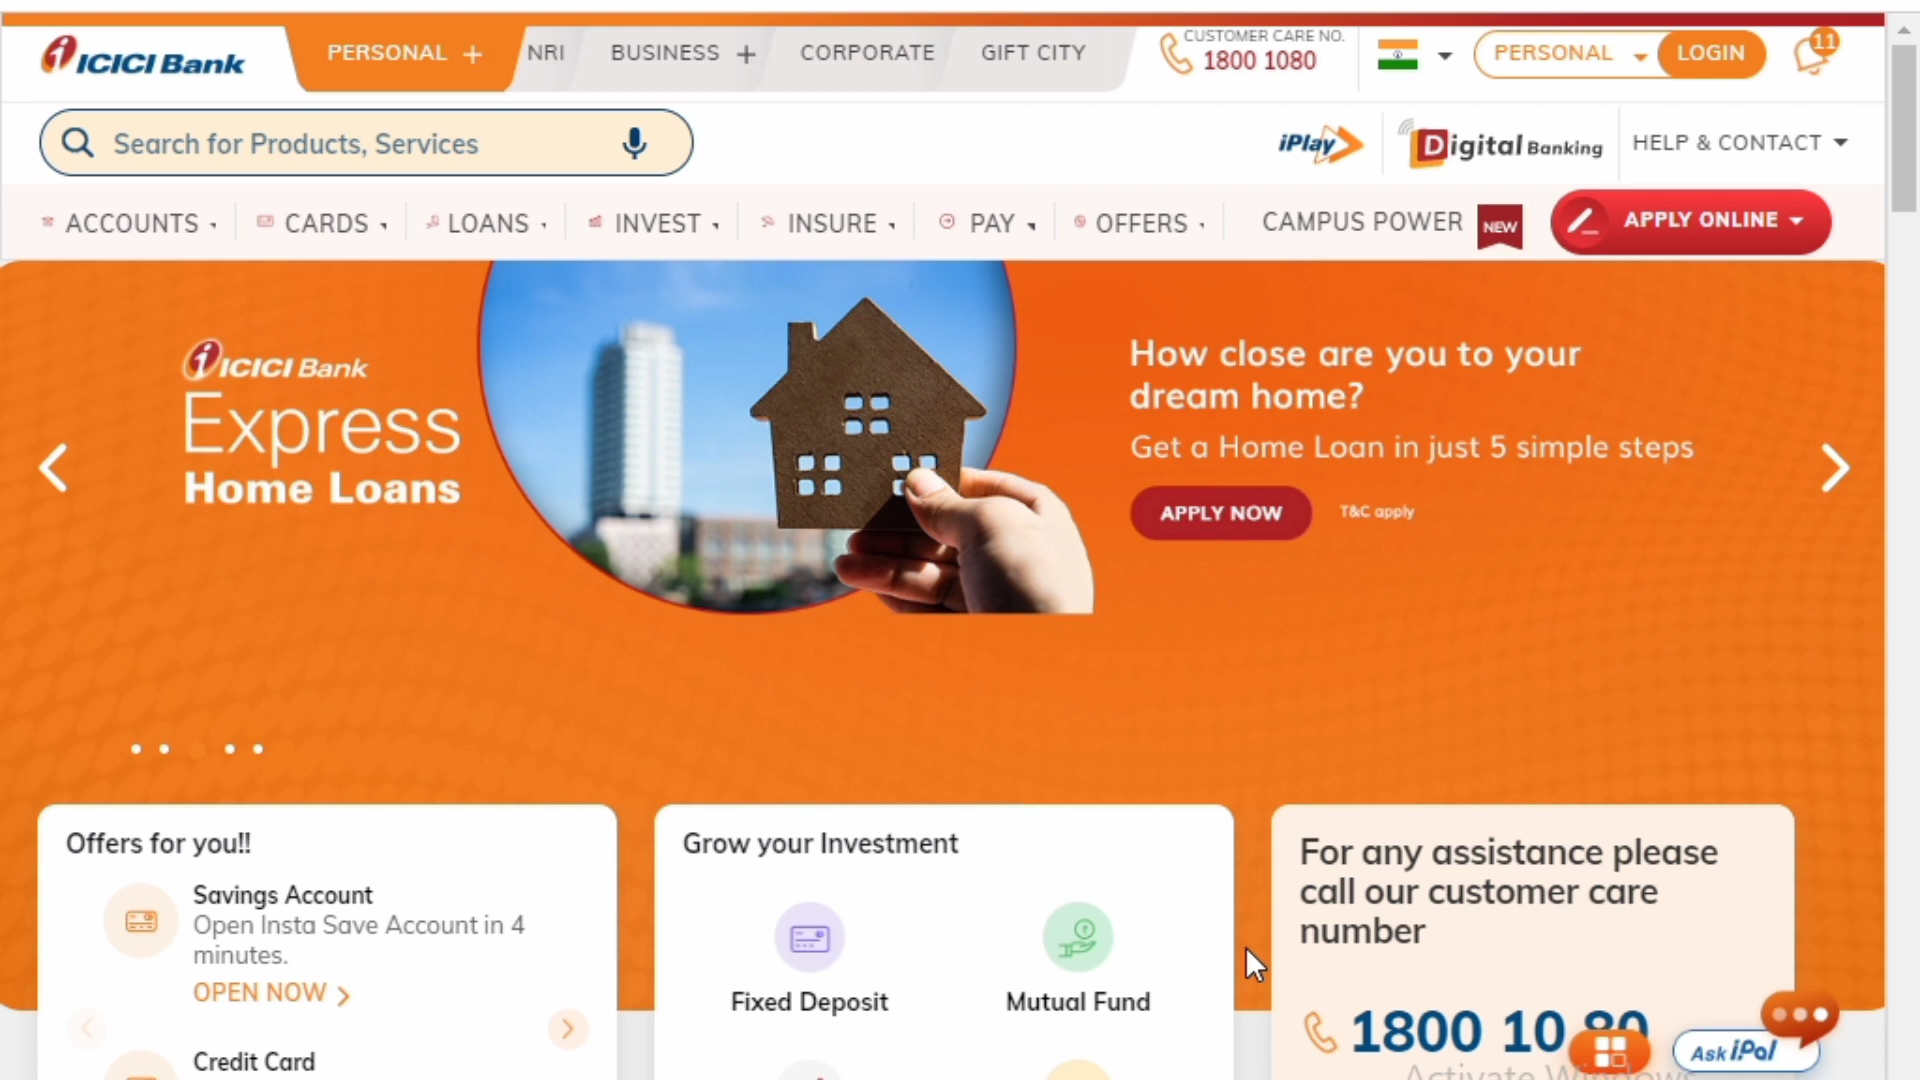 ICICI Bank
PERSONAL +
NRI
BUSINESS +
CORPORATE
GIFT CITY
CUSTOMER CARE NO.
1800 1080
PERSONAL
LOGIN
11
Search for Products, Services
iPlay
Digital Banking
HELP & CONTACT
ACCOUNTS
CARDS
LOANS
INVEST
INSURE
PAY
OFFERS
CAMPUS POWER
NEW
APPLY ONLINE
ICICI Bank
Express
Home Loans
How close are you to your
dream home?
Get a Home Loan in just 5 simple steps
APPLY NOW
T&C apply
Offers for you!!
Savings Account
Open Insta Save Account in 4
minutes.
OPEN NOW
Credit Card
Grow your Investment
Fixed Deposit
Mutual Fund
For any assistance please
call our customer care
number
1800 10 80
Ask iPal
Activate Windows